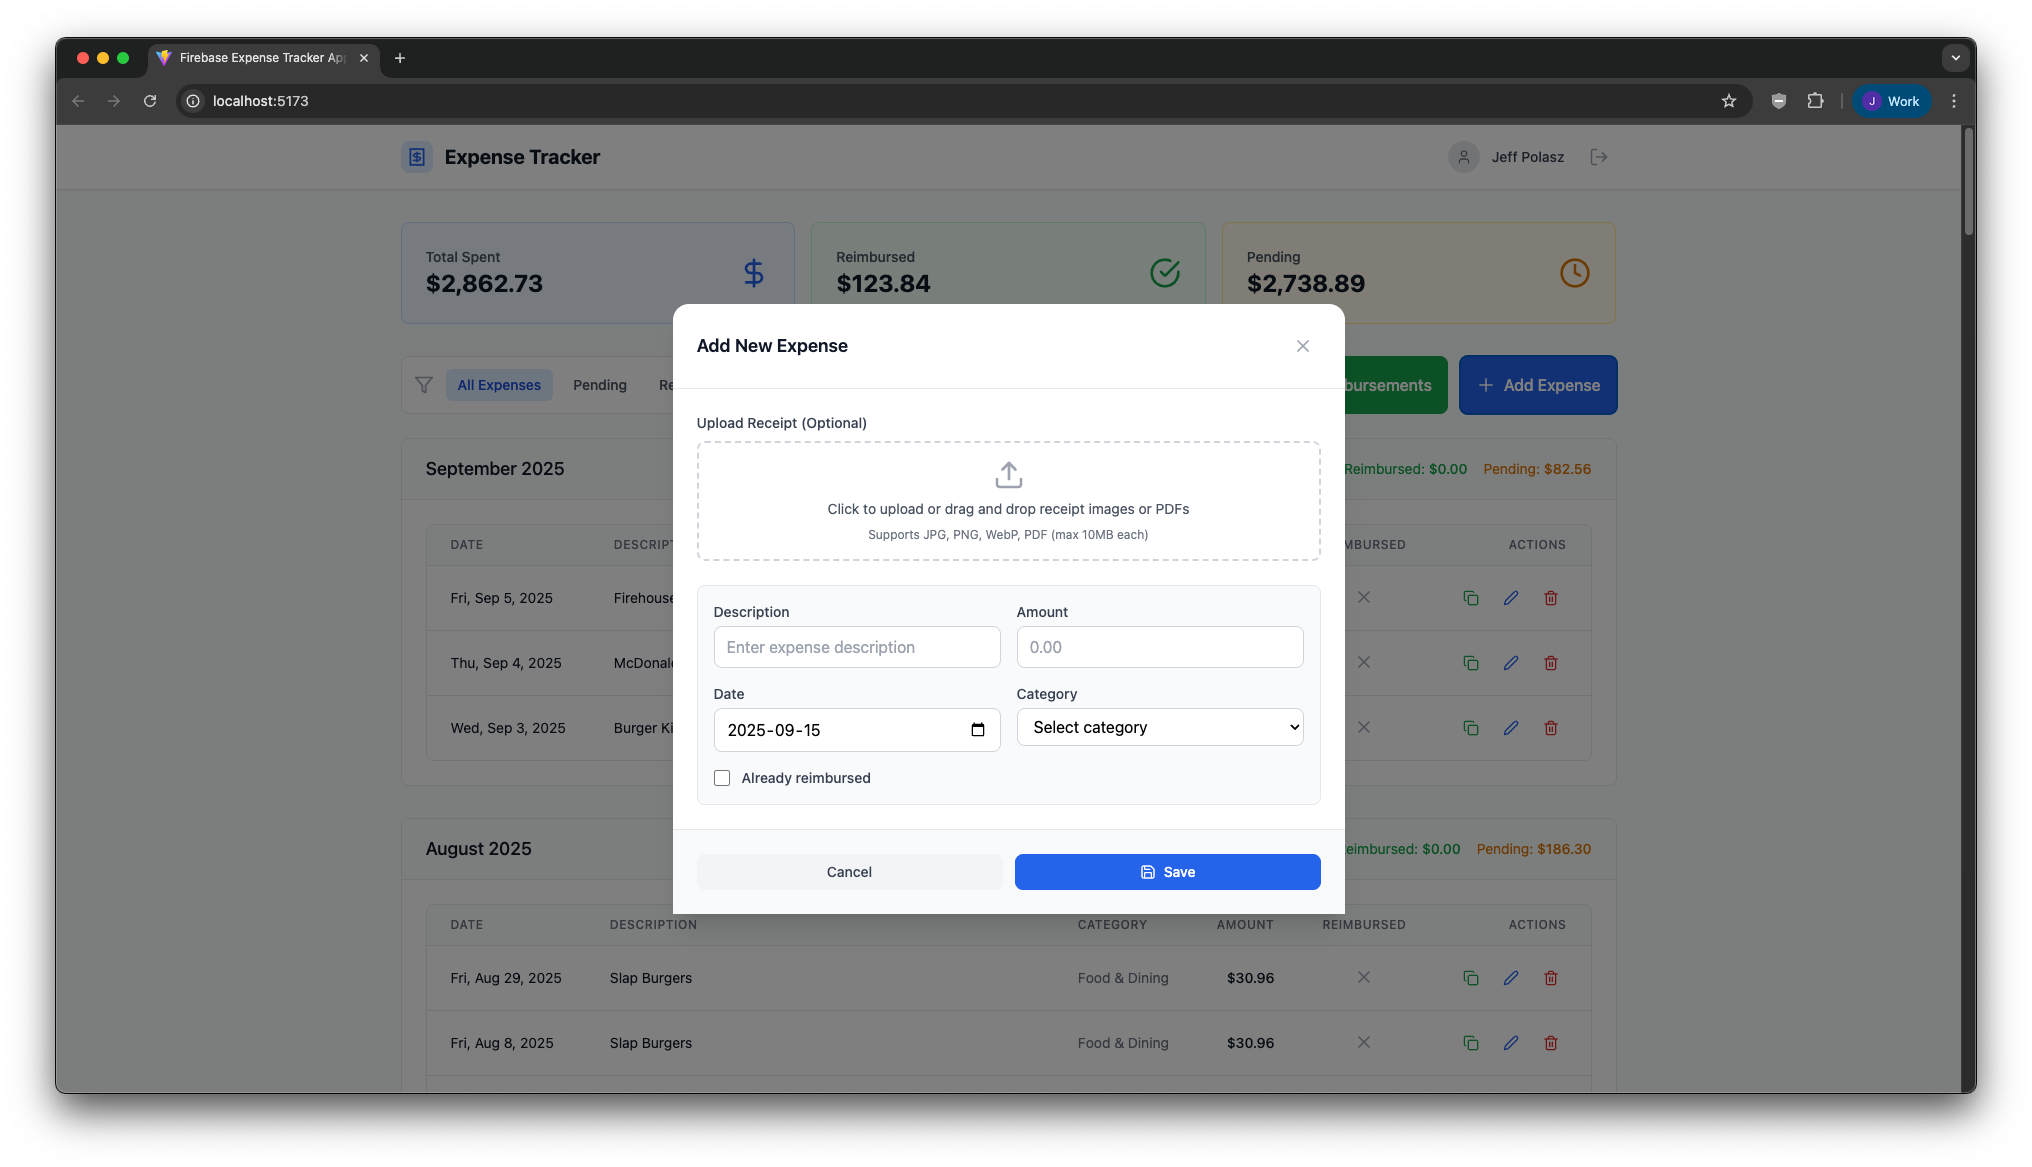 Firebase Expense Tracker App
localhost:5173
J Work
Expense Tracker
Jeff Polasz
Total Spent
$2,862.73
Reimbursed
$123.84
Pending
$2,738.89
All Expenses Pending
bursements
Add Expense
Add New Expense
Upload Receipt (Optional)
Click to upload or drag and drop receipt images or PDFs
Supports JPG, PNG, WebP, PDF (max 10MB each)
Description
Enter expense description
Amount
0.00
Date
2025-09-15
Category
Select category
Already reimbursed
Cancel
Save
September 2025
Reimbursed: $0.00 Pending: $82.56
DATE DESCRIPT MBURSED ACTIONS
Fri, Sep 5, 2025 Firehouse
Thu, Sep 4, 2025 McDonal
Wed, Sep 3, 2025 Burger Ki
August 2025
eimbursed: $0.00 Pending: $186.30
DATE DESCRIPTION CATEGORY AMOUNT REIMBURSED ACTIONS
Fri, Aug 29, 2025 Slap Burgers Food & Dining $30.96
Fri, Aug 8, 2025 Slap Burgers Food & Dining $30.96